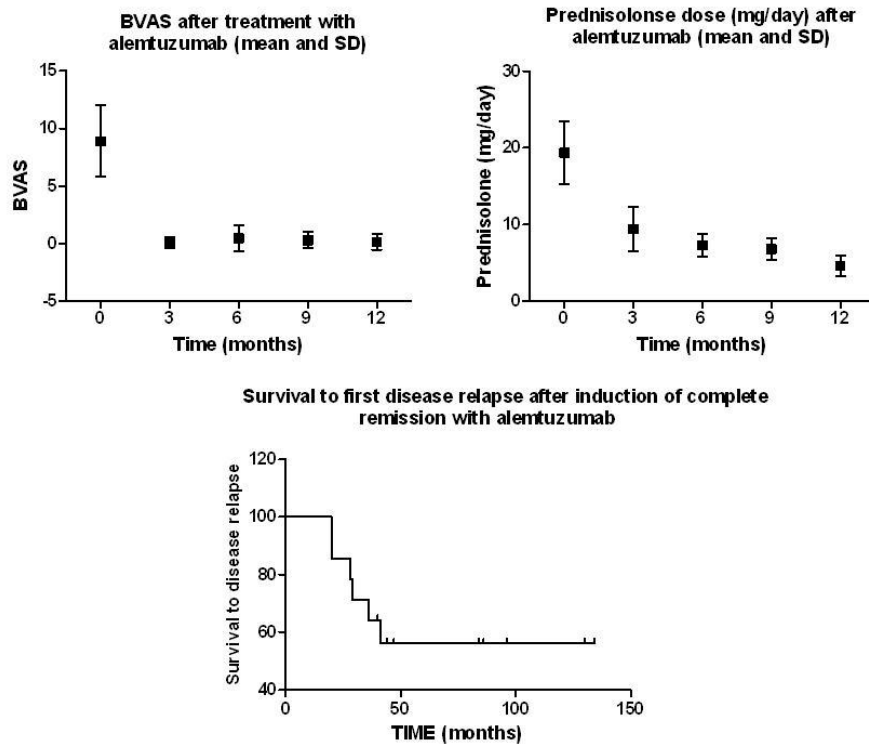 BVAS after treatment with
alemtuzumab (mean and SD)
15
10
5
0
-5
BVAS
0 3 6 9 12
Time (months)
Prednisolonse dose (mg/day) after
alemtuzumab (mean and SD)
30
20
10
0
Prednisolone (mg/day)
0 3 6 9 12
Time (months)
Survival to first disease relapse after induction of complete
remission with alemtuzumab
120
100
80
60
40
Survival to disease relapse
0 50 100 150
TIME (months)